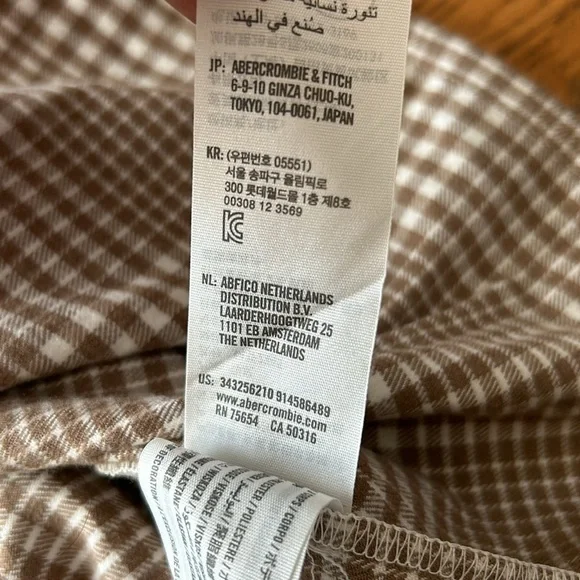 تنورة نسائية
صنع في الهند
JP: ABERCROMBIE & FITCH
6-9-10 GINZA CHUO-KU,
TOKYO, 104-0061, JAPAN
KR: (우편번호 05551)
서울 송파구 올림픽로
300 롯데월드몰 1층 제8호
00308 12 3569
NL: ABFICO NETHERLANDS
DISTRIBUTION B.V.
LAARDERHOOGTWEG 25
1101 EB AMSTERDAM
THE NETHERLANDS
US: 343256210 914586489
www.abercrombie.com
RN 75654 CA 50316